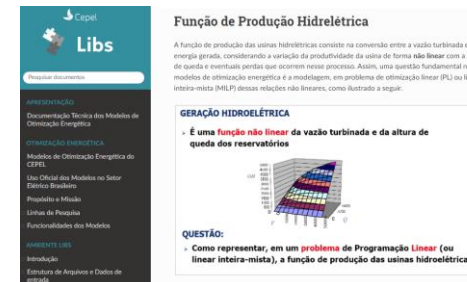 Cepel
Libs
Pesquisar documentos
APRESENTAÇÃO
Documentação Técnica dos Modelos de
Otimização Energética
OTIMIZAÇÃO ENERGÉTICA
Modelos de Otimização Energética do
CEPEL
Uso Oficial dos Modelos no Setor
Elétrico Brasileiro
Propósito e Missão
Linhas de Pesquisa
Funcionalidades dos Modelos
AMBIENTE LIBS
Introdução
Estrutura de Arquivos e Dados de
entrada
Função de Produção Hidrelétrica
A função de produção das usinas hidrelétricas consiste na conversão entre a vazão turbinada
energia gerada, considerando a variação da produtividade da usina de forma não linear com a
de queda e eventuais perdas que ocorrem nesse processo. Assim, uma questão fundamental n
modelos de otimização energética é a modelagem, em problema de otimização linear (PL) ou li
inteira-mista (MILP) dessas relações não lineares, como ilustrado a seguir.
GERAÇÃO HIDROELÉTRICA
É uma função não linear da vazão turbinada e da altura de
queda dos reservatórios
QUESTÃO:
Como representar, em um problema de Programação Linear (ou
linear inteira-mista), a função de produção das usinas hidroelétrica